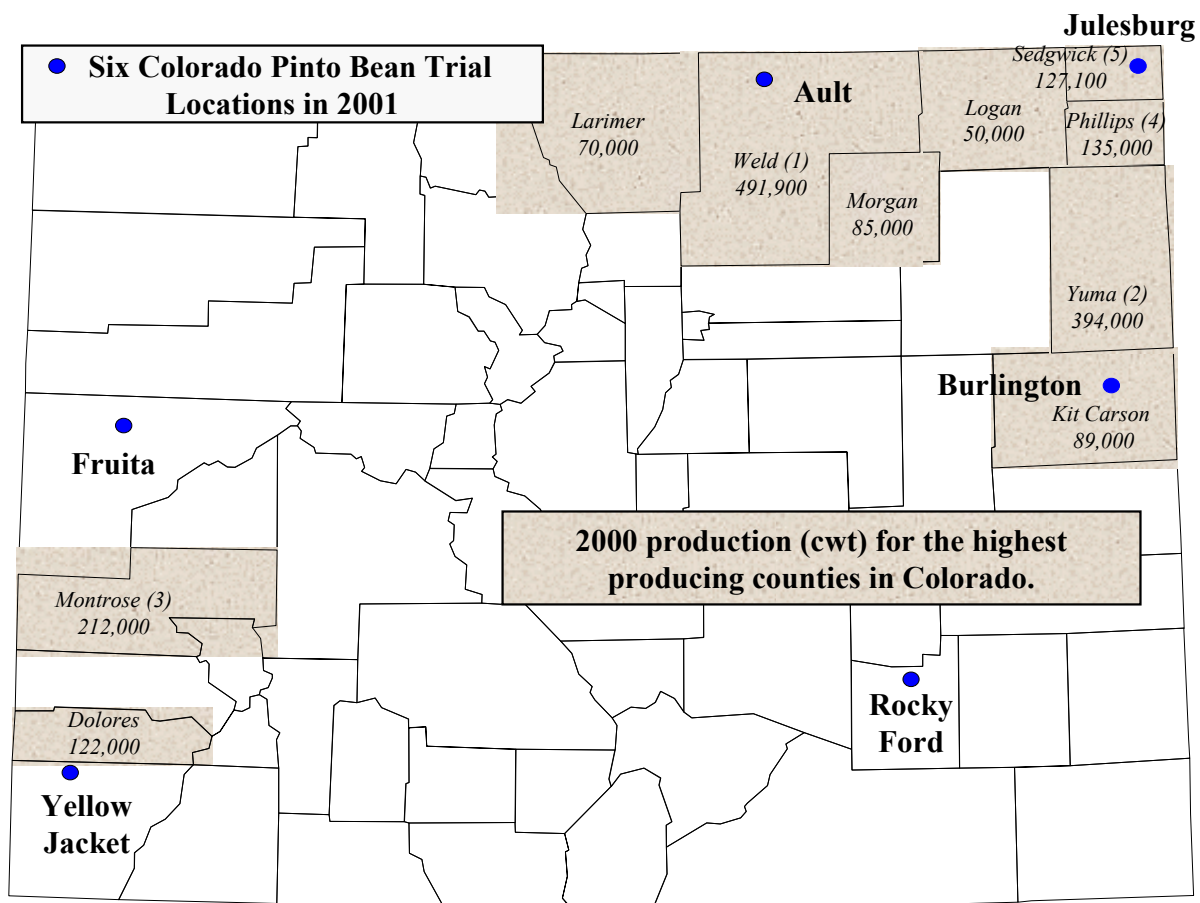 Julesburg
Six Colorado Pinto Bean Trial
Locations in 2001
Sedgwick (5)
127,100
Ault
Larimer
70,000
Logan
50,000
Phillips (4)
135,000
Weld (1)
491,900
Morgan
85,000
Yuma (2)
394,000
Burlington
Kit Carson
89,000
Fruita
2000 production (cwt) for the highest
producing counties in Colorado.
Montrose (3)
212,000
Rocky
Ford
Dolores
122,000
Yellow
Jacket